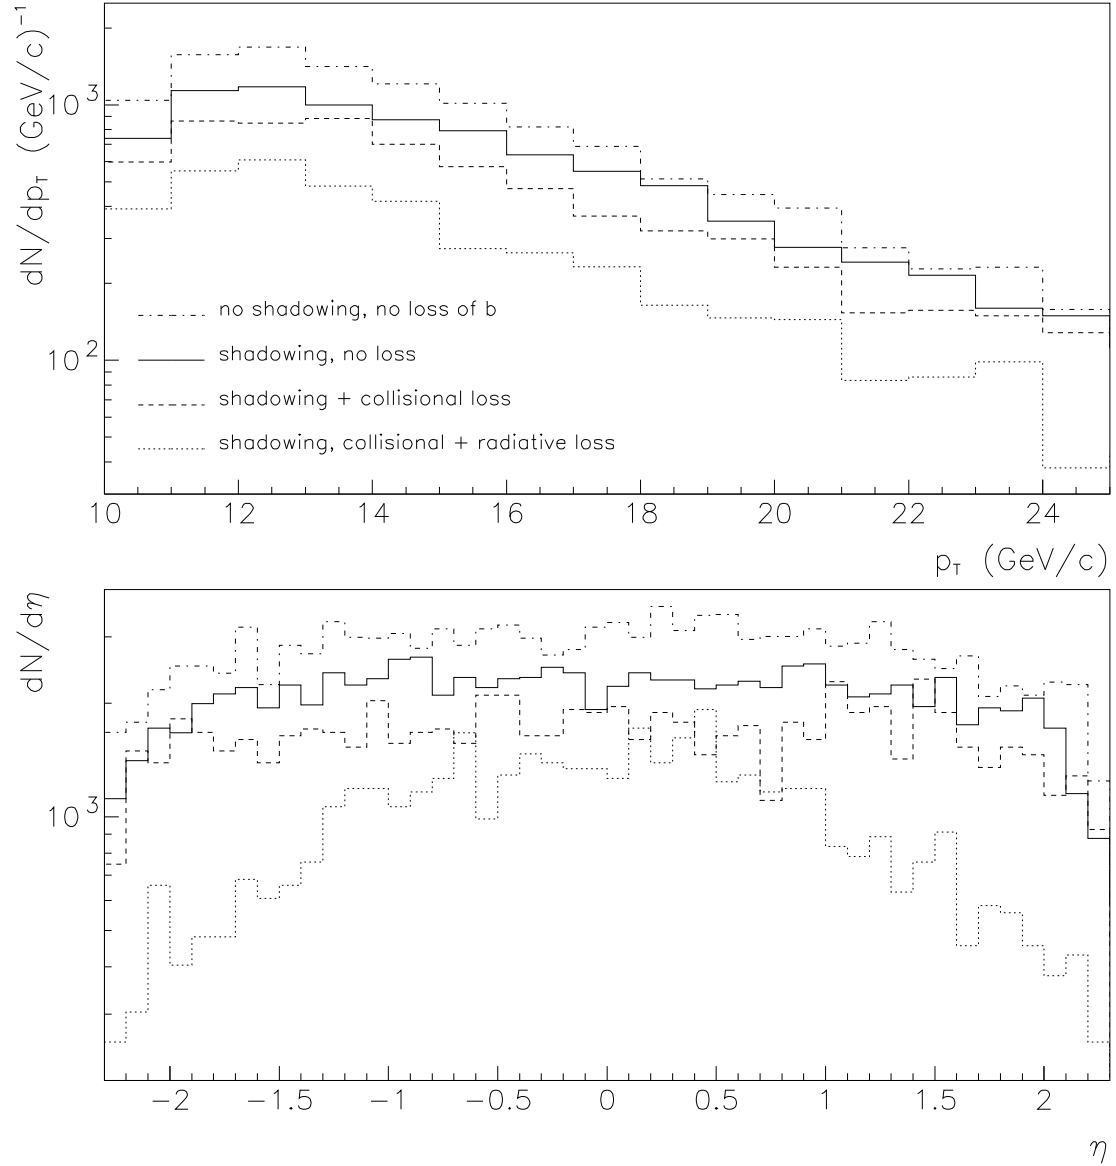 dN/dp_T (GeV/c)^−1
10^3
10^2
no shadowing, no loss of b
shadowing, no loss
shadowing + collisional loss
shadowing, collisional + radiative loss
10 12 14 16 18 20 22 24
p_T (GeV/c)
dN/dη
10^3
−2 −1.5 −1 −0.5 0 0.5 1 1.5 2
η